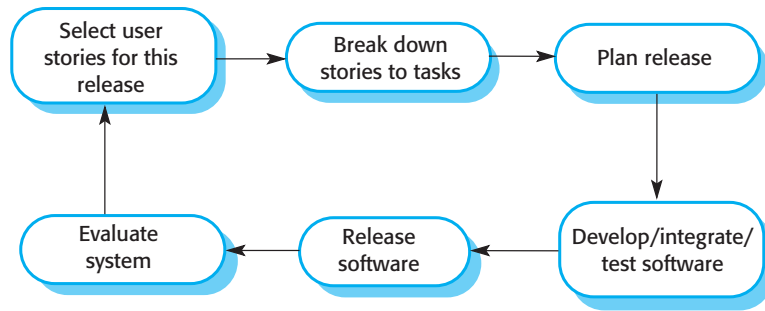 Select user
stories for this
release
Break down
stories to tasks
Plan release
Evaluate
system
Release
software
Develop/integrate/
test software